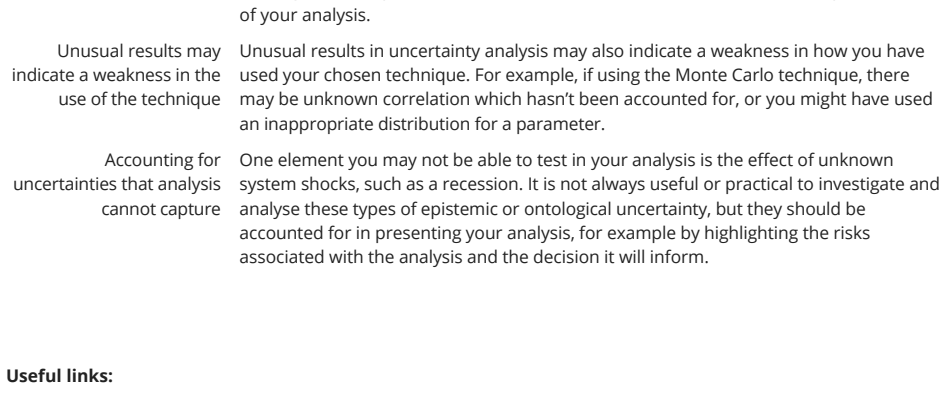 of your analysis.
Unusual results may
indicate a weakness in the
use of the technique
Unusual results in uncertainty analysis may also indicate a weakness in how you have
used your chosen technique. For example, if using the Monte Carlo technique, there
may be unknown correlation which hasn’t been accounted for, or you might have used
an inappropriate distribution for a parameter.
Accounting for
uncertainties that analysis
cannot capture
One element you may not be able to test in your analysis is the effect of unknown
system shocks, such as a recession. It is not always useful or practical to investigate and
analyse these types of epistemic or ontological uncertainty, but they should be
accounted for in presenting your analysis, for example by highlighting the risks
associated with the analysis and the decision it will inform.
Useful links: